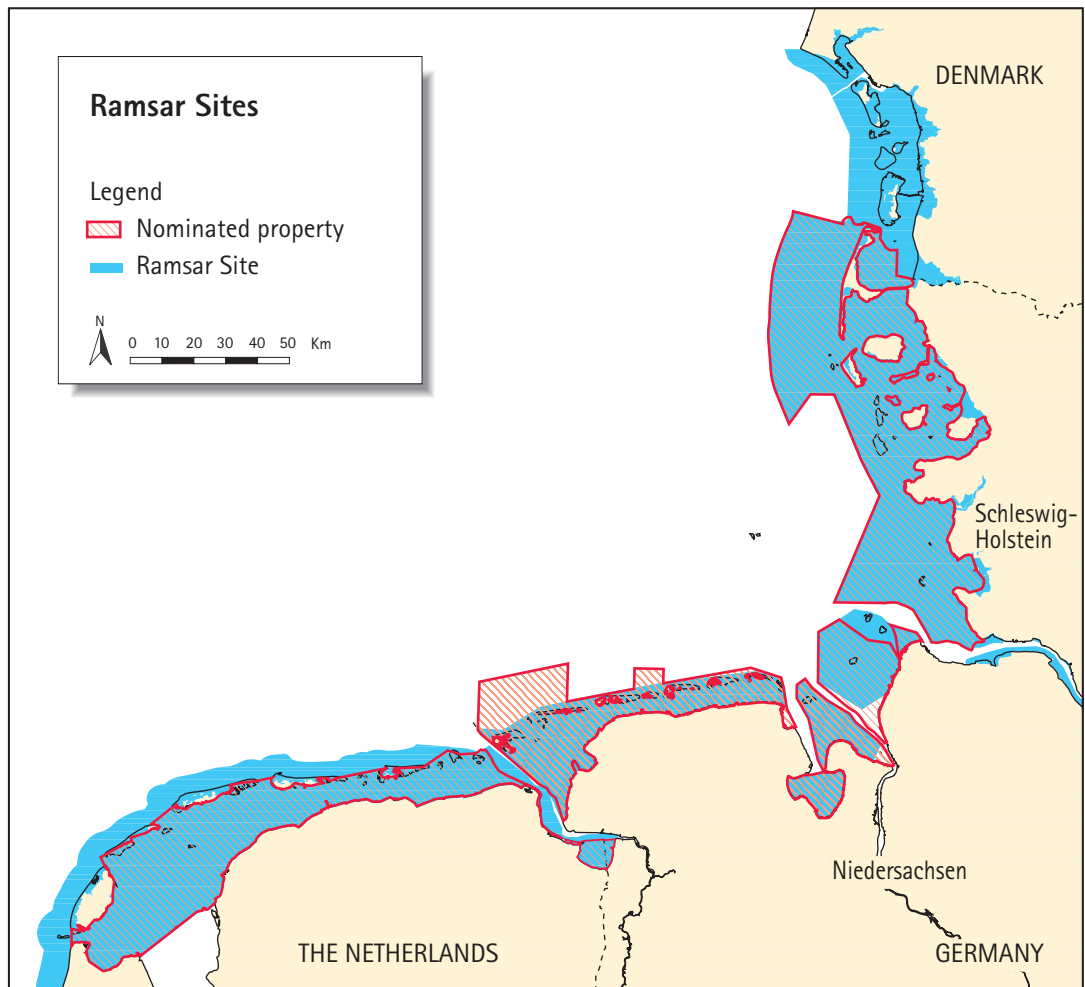 Ramsar Sites
Legend
Nominated property
Ramsar Site
N
0 10 20 30 40 50 Km
DENMARK
Schleswig-
Holstein
Niedersachsen
THE NETHERLANDS
GERMANY